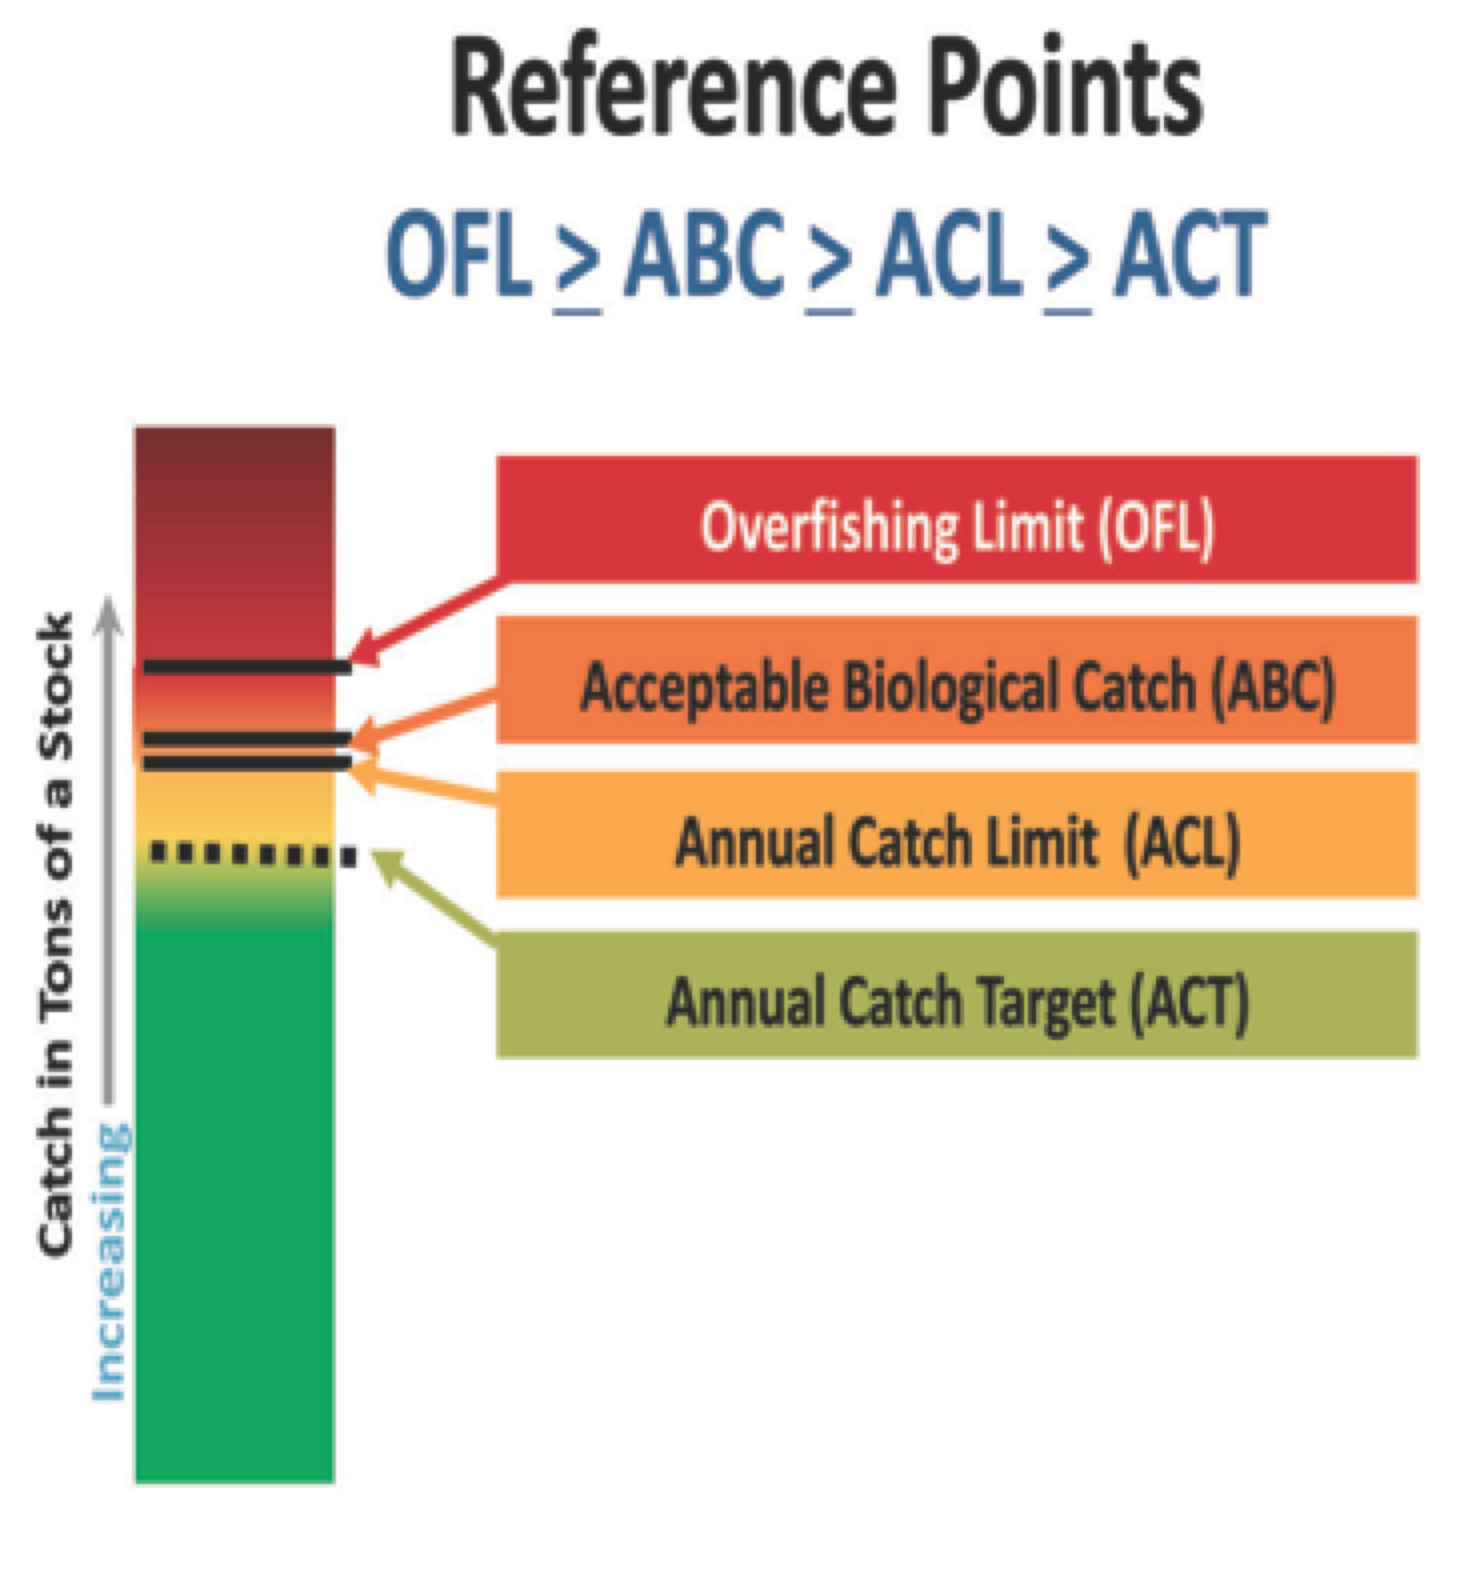 Reference Points
OFL ≥ ABC ≥ ACL ≥ ACT
Catch in Tons of a Stock
Increasing
Overfishing Limit (OFL)
Acceptable Biological Catch (ABC)
Annual Catch Limit (ACL)
Annual Catch Target (ACT)